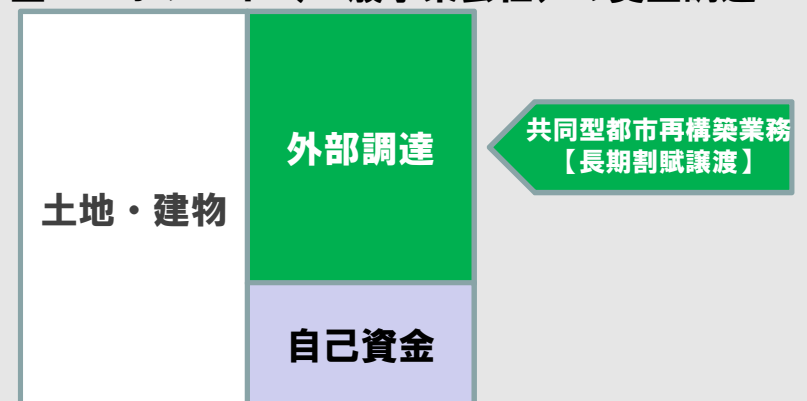 外部調達
共同型都市再構築業務
【長期割賦譲渡】
土地・建物
自己資金